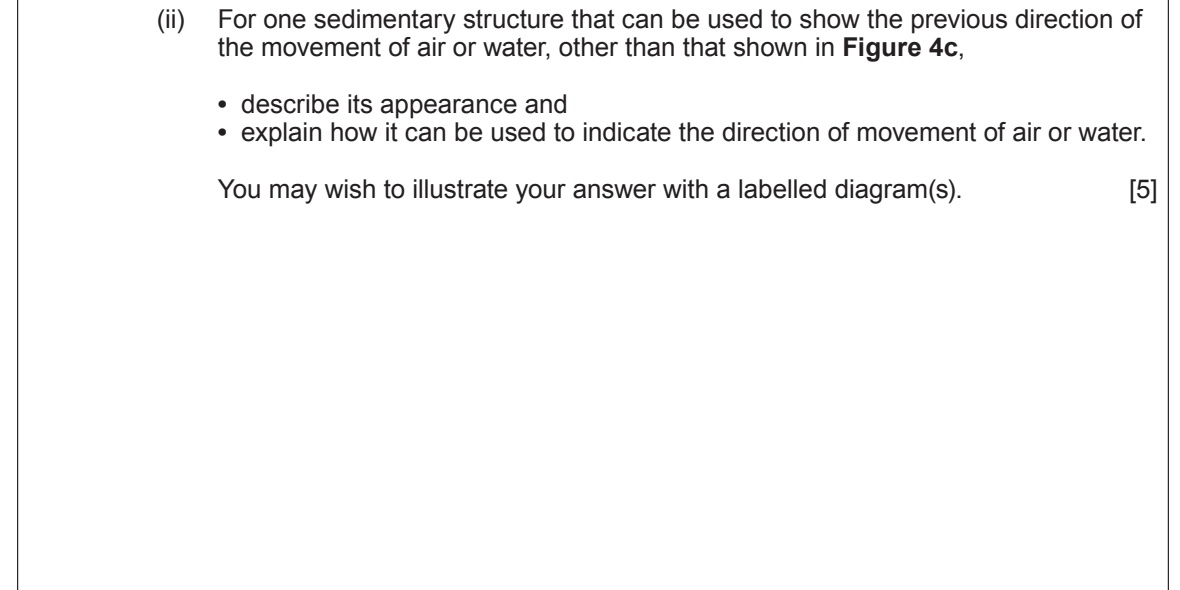 (ii) For one sedimentary structure that can be used to show the previous direction of
the movement of air or water, other than that shown in Figure 4c,
• describe its appearance and
• explain how it can be used to indicate the direction of movement of air or water.
You may wish to illustrate your answer with a labelled diagram(s). [5]